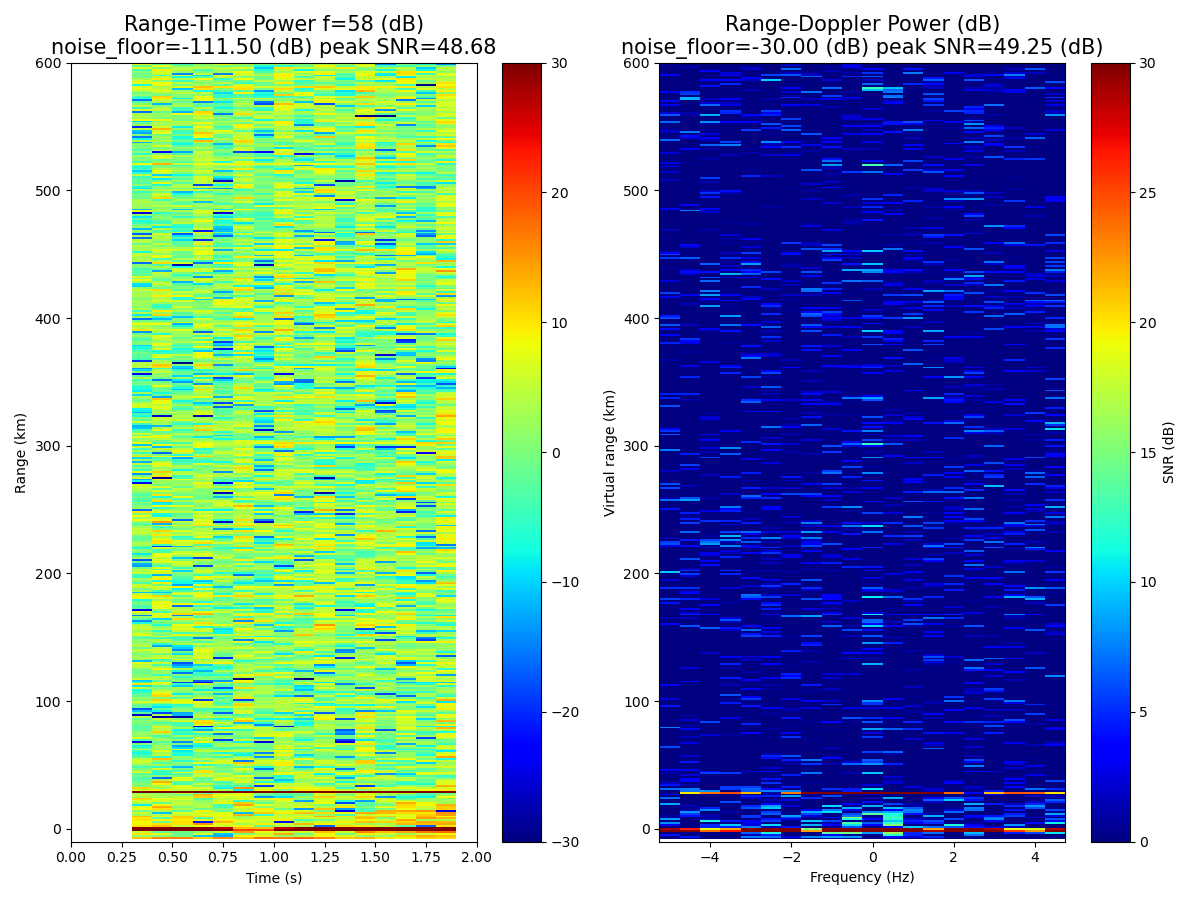 Range-Time Power f=58 (dB)
noise_floor=-111.50 (dB) peak SNR=48.68
600
500
400
300
200
100
0
Range (km)
0.00 0.25 0.50 0.75 1.00 1.25 1.50 1.75 2.00
Time (s)
30
20
10
0
−10
−20
−30
Range-Doppler Power (dB)
noise_floor=-30.00 (dB) peak SNR=49.25 (dB)
600
500
400
300
200
100
0
Virtual range (km)
−4 −2 0 2 4
Frequency (Hz)
30
25
20
15
10
5
0
SNR (dB)